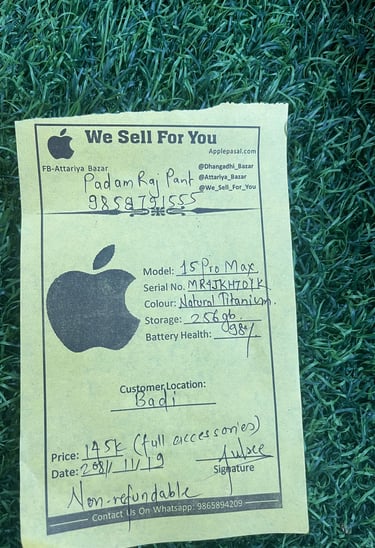 We Sell For You
Applepasal.com
FB-Attariya Bazar
@Dhangadhi_Bazar
@Attariya_Bazar
@We_Sell_For_You
Padam Raj Pant
9858791555
Model: 15 Pro Max
Serial No. MR4JKH707K
Colour: Natural Titanium.
Storage: 256gb.
Battery Health: 98%
Customer Location:
Badi
Price: 145k (full accessories)
Date: 2081/11/19
Signature
Non-refundable
Contact Us On Whatsapp: 9865894209